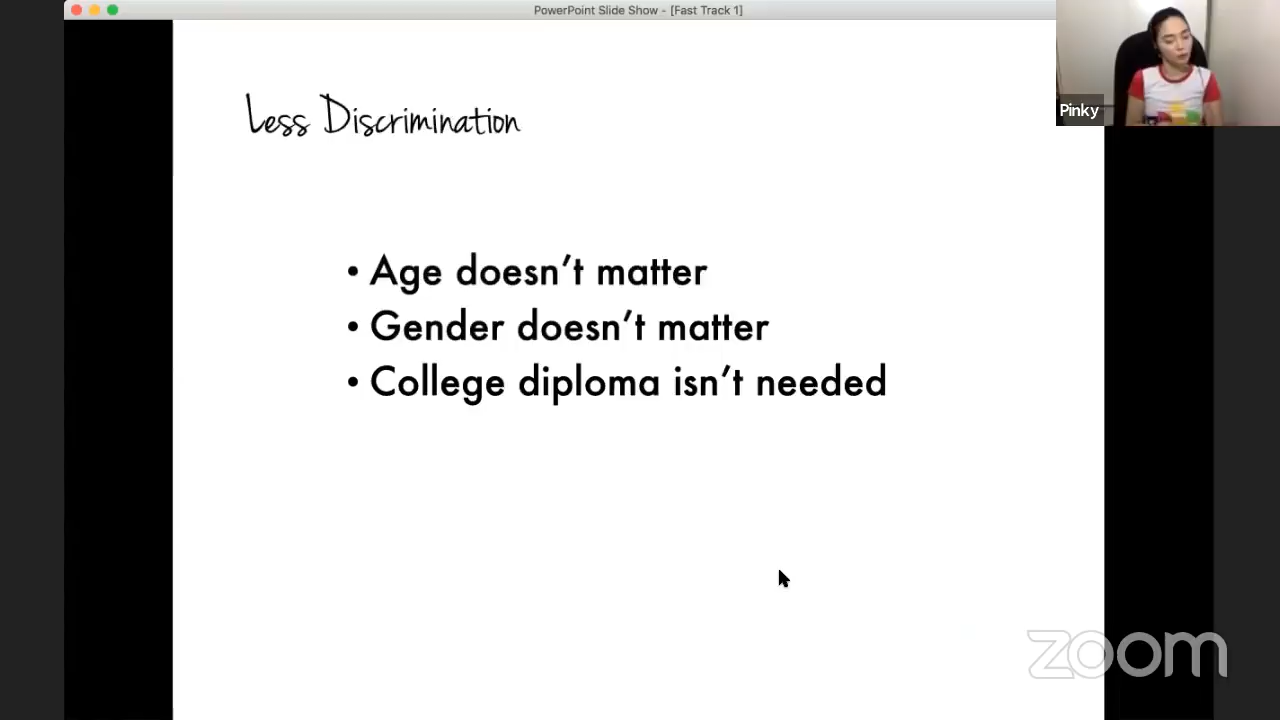 PowerPoint Slide Show - [Fast Track 1]
Pinky
Less Discrimination
• Age doesn't matter
• Gender doesn't matter
• College diploma isn't needed
zoom